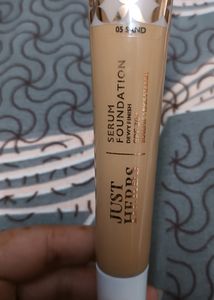 05 SAND
SERUM
FOUNDATION
DEWY FINISH
JUST
HERBS